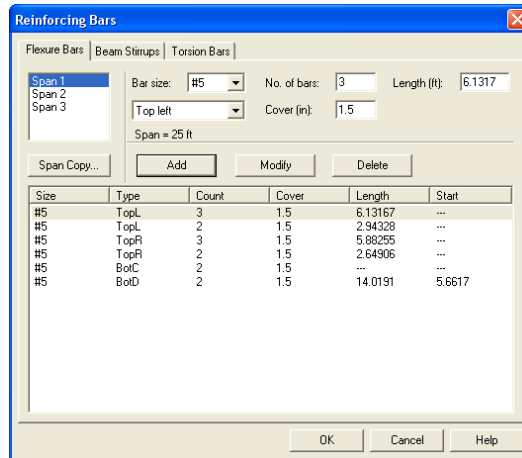 Reinforcing Bars
Flexure Bars Beam Stirrups Torsion Bars
Span 1
Span 2
Span 3
Bar size: #5 No. of bars: 3 Length (ft): 6.1317
Top left Cover (in): 1.5
Span = 25 ft
Span Copy... Add Modify Delete
Size Type Count Cover Length Start
#5 TopL 3 1.5 6.13167 ---
#5 TopL 2 1.5 2.94328 ---
#5 TopR 3 1.5 5.88255 ---
#5 TopR 2 1.5 2.64906 ---
#5 BotC 2 1.5 --- ---
#5 BotD 2 1.5 14.0191 5.6617
OK Cancel Help